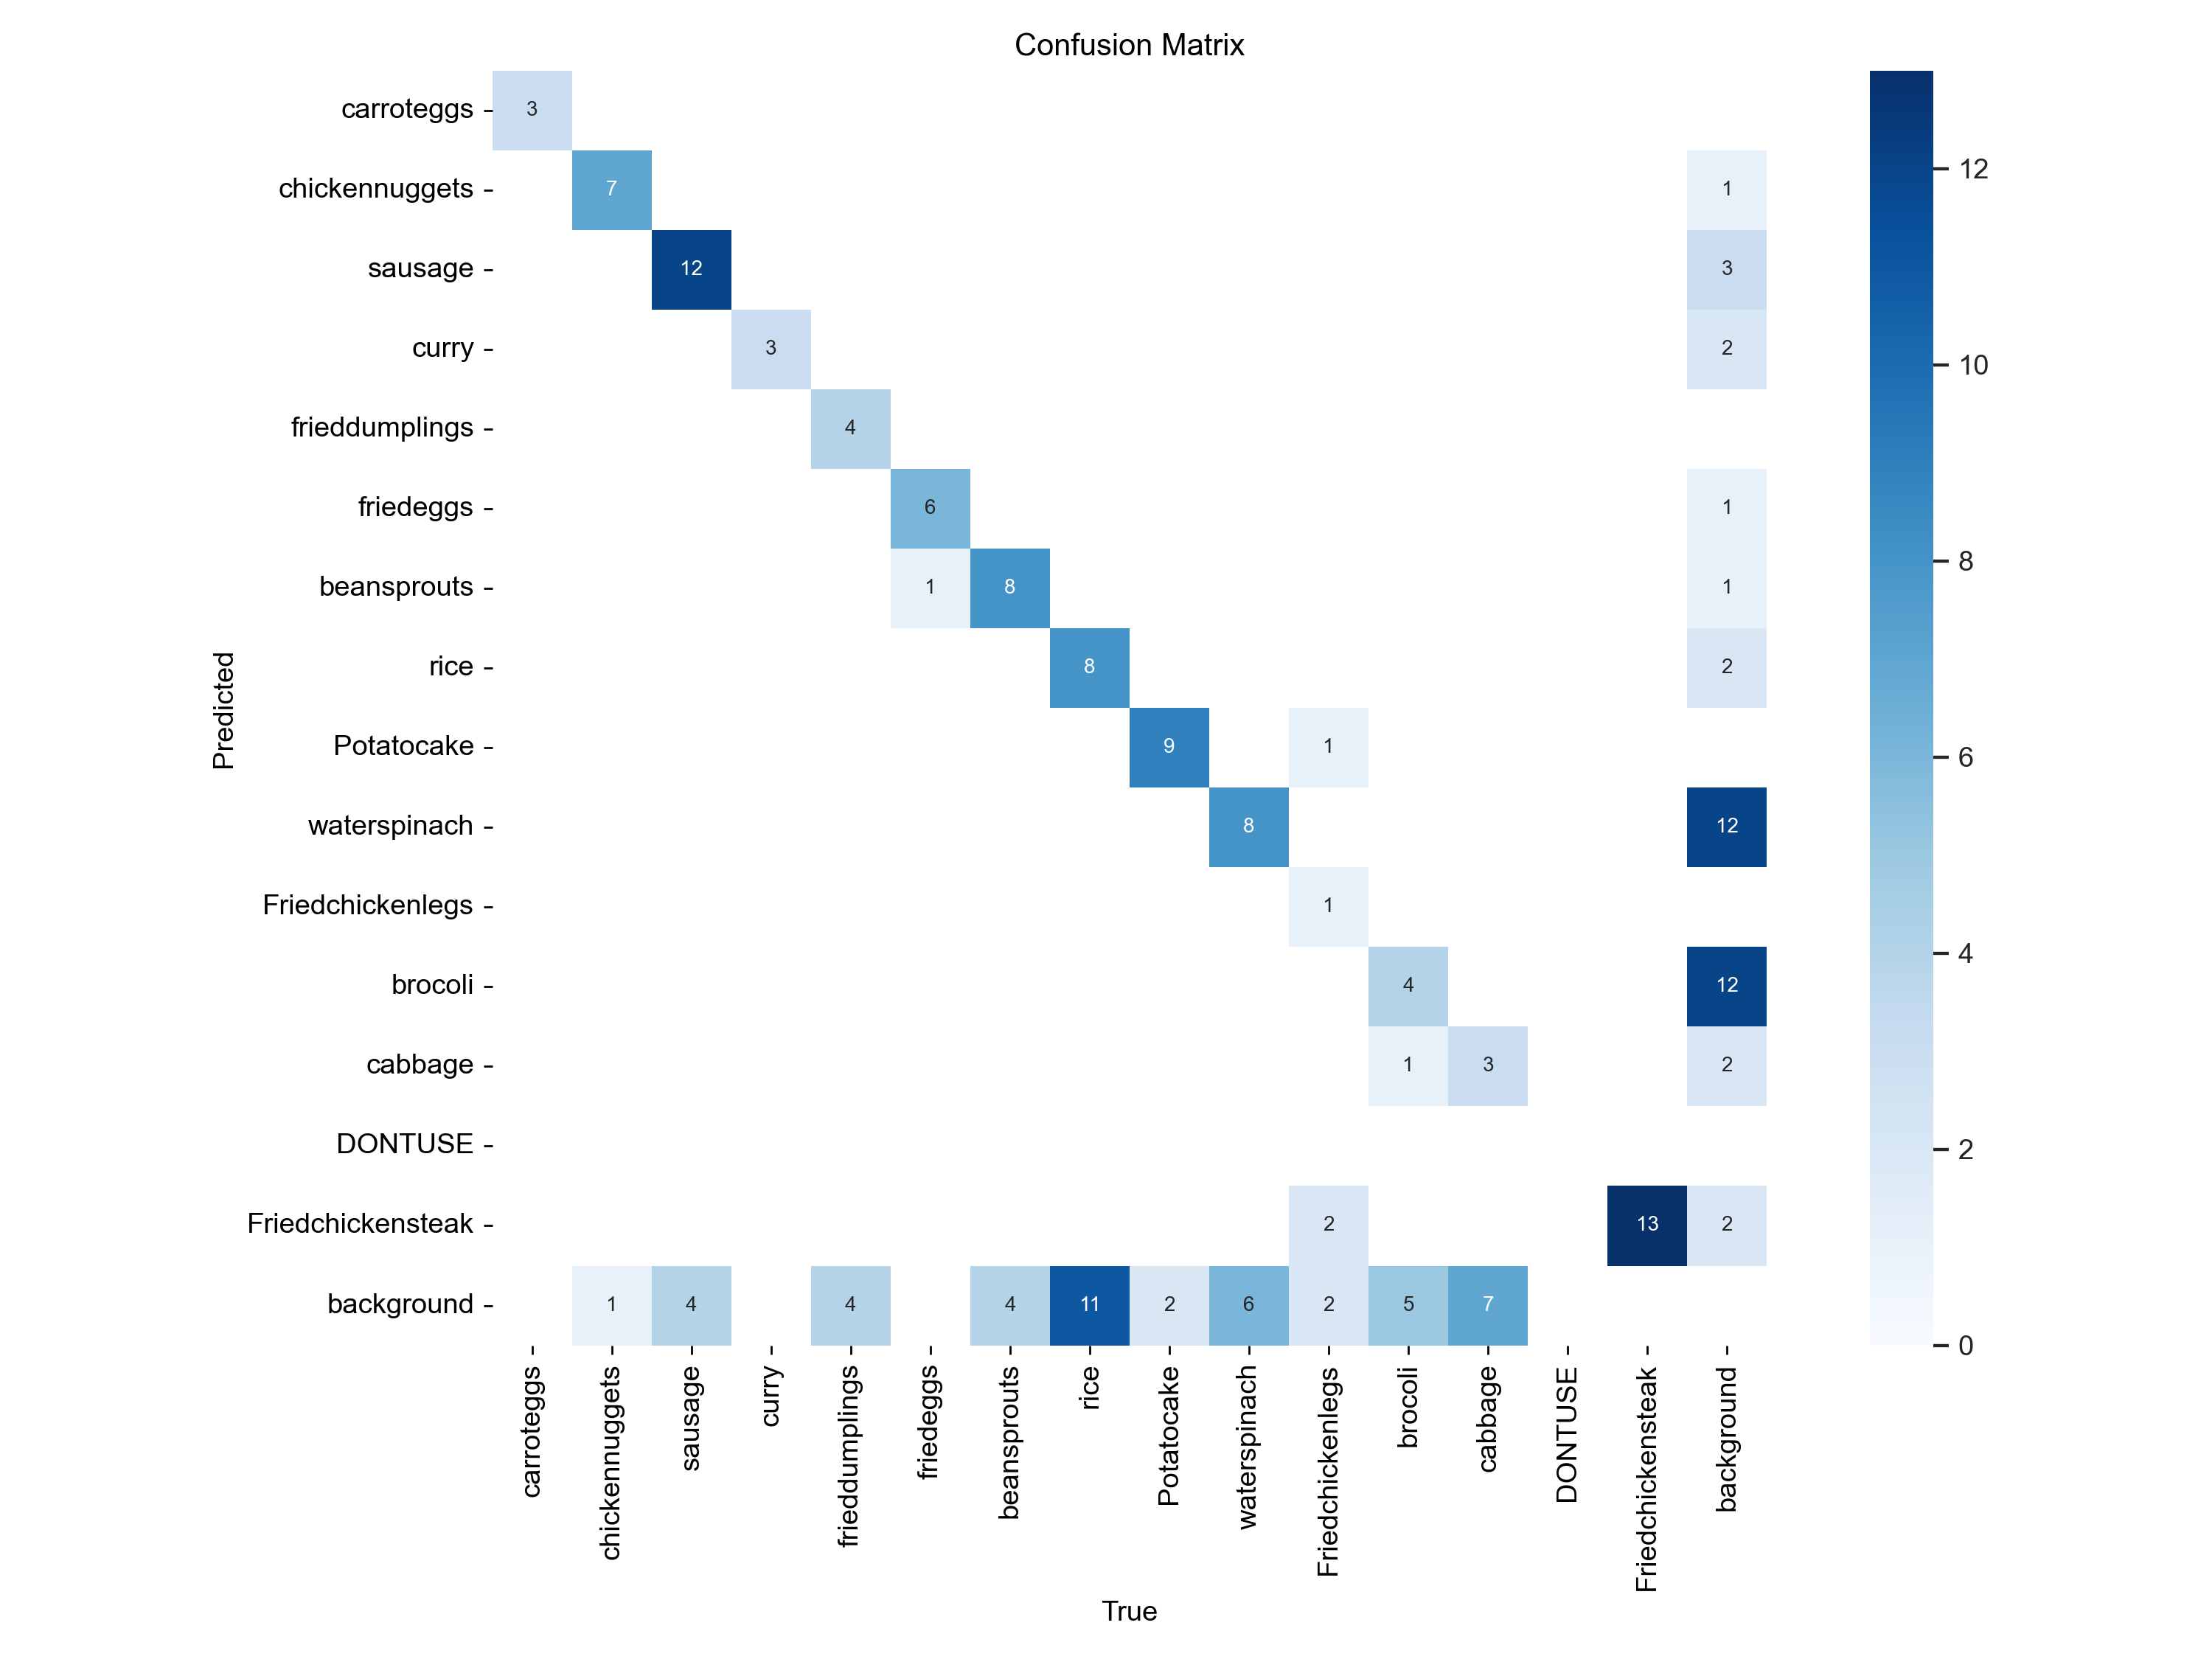 Confusion Matrix
carroteggs
3
chickennuggets
7
1
sausage
12
3
curry
3
2
frieddumplings
4
friedeggs
6
1
beansprouts
1
8
1
rice
8
2
Potatocake
9
1
waterspinach
8
12
Friedchickenlegs
1
brocoli
4
12
cabbage
1
3
2
DONTUSE
Friedchickensteak
2
13
2
background
1
4
4
4
11
2
6
2
5
7
Predicted
carroteggs
chickennuggets
sausage
curry
frieddumplings
friedeggs
beansprouts
rice
Potatocake
waterspinach
Friedchickenlegs
brocoli
cabbage
DONTUSE
Friedchickensteak
background
True
12
10
8
6
4
2
0